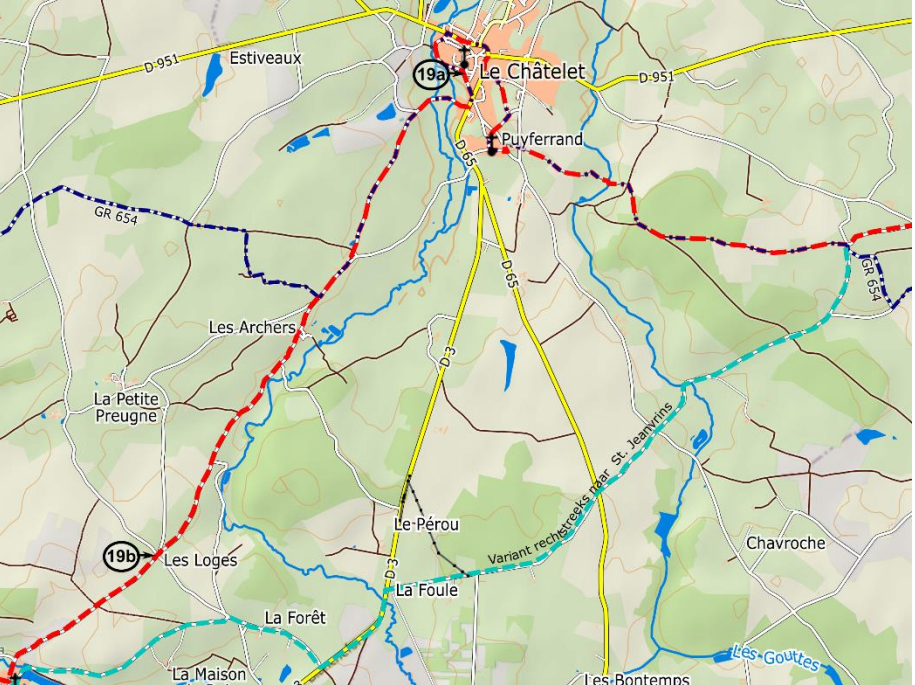 D 951
Estiveaux
19a
Le Châtelet
D 951
Puyferrand
D 65
GR 654
GR 654
D 65
Les Archers
D 3
La Petite
Preugne
Variant rechtstreeks naar St. Jeanvrins
Le Pérou
Chavroche
19b
Les Loges
D 3
La Foule
La Forêt
La Maison
Les Gouttes
Les Bontemps